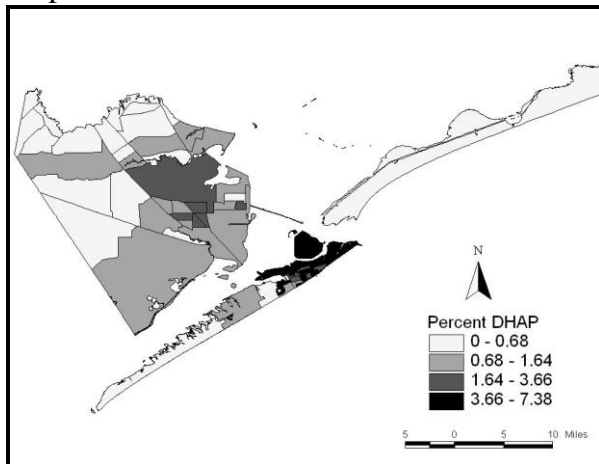 N
Percent DHAP
0 - 0.68
0.68 - 1.64
1.64 - 3.66
3.66 - 7.38
5 0 5 10 Miles